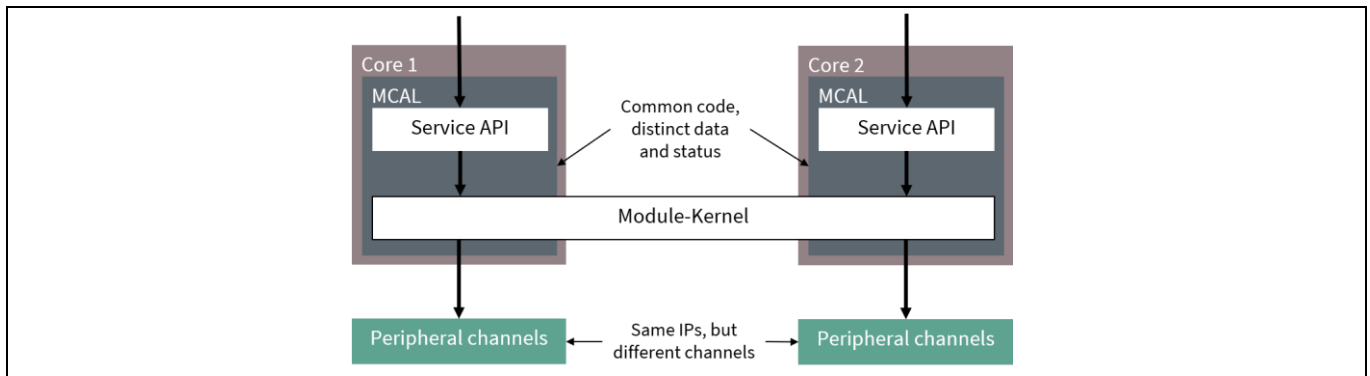 Core 1
MCAL
Service API
Common code,
distinct data
and status
Core 2
MCAL
Service API
Module-Kernel
Peripheral channels
Same IPs, but
different channels
Peripheral channels